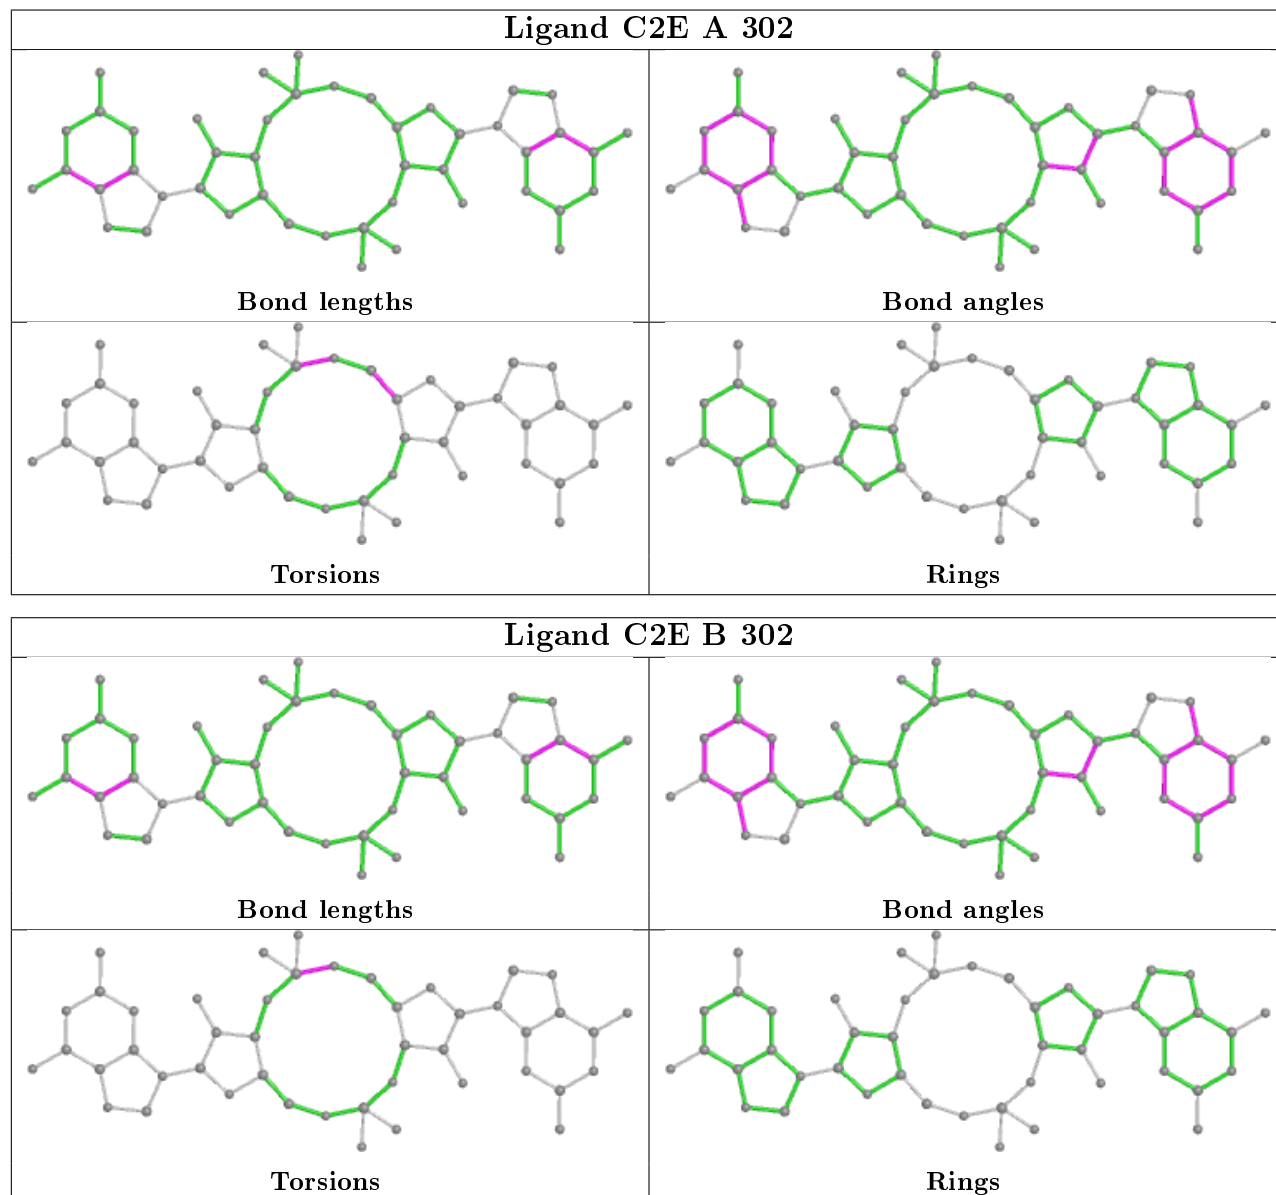 Ligand C2E A 302
Bond lengths
Bond angles
Torsions
Rings
Ligand C2E B 302
Bond lengths
Bond angles
Torsions
Rings